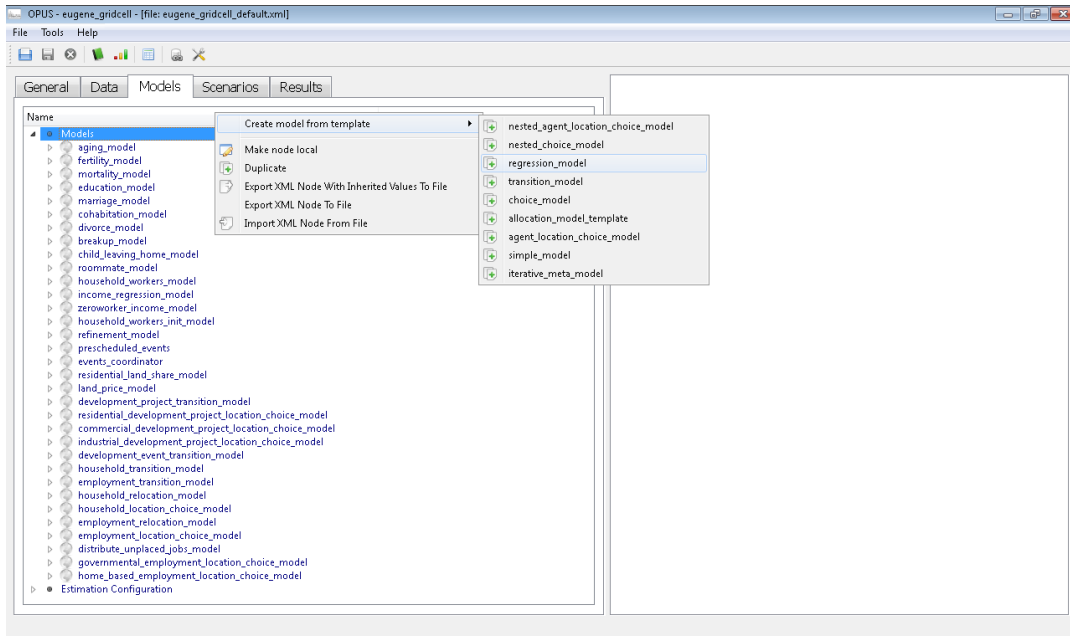 OPUS - eugene_gridcell - [file: eugene_gridcell_default.xml]
File Tools Help
General Data Models Scenarios Results
Name
Models
aging_model
fertility_model
mortality_model
education_model
marriage_model
cohabitation_model
divorce_model
breakup_model
child_leaving_home_model
roommate_model
household_workers_model
income_regression_model
zeroworker_income_model
household_workers_init_model
refinement_model
prescheduled_events
events_coordinator
residential_land_share_model
land_price_model
development_project_transition_model
residential_development_project_location_choice_model
commercial_development_project_location_choice_model
industrial_development_project_location_choice_model
development_event_transition_model
household_transition_model
employment_transition_model
household_relocation_model
household_location_choice_model
employment_relocation_model
employment_location_choice_model
distribute_unplaced_jobs_model
governmental_employment_location_choice_model
home_based_employment_location_choice_model
Estimation Configuration
Create model from template
Make node local
Duplicate
Export XML Node With Inherited Values To File
Export XML Node To File
Import XML Node From File
nested_agent_location_choice_model
nested_choice_model
regression_model
transition_model
choice_model
allocation_model_template
agent_location_choice_model
simple_model
iterative_meta_model